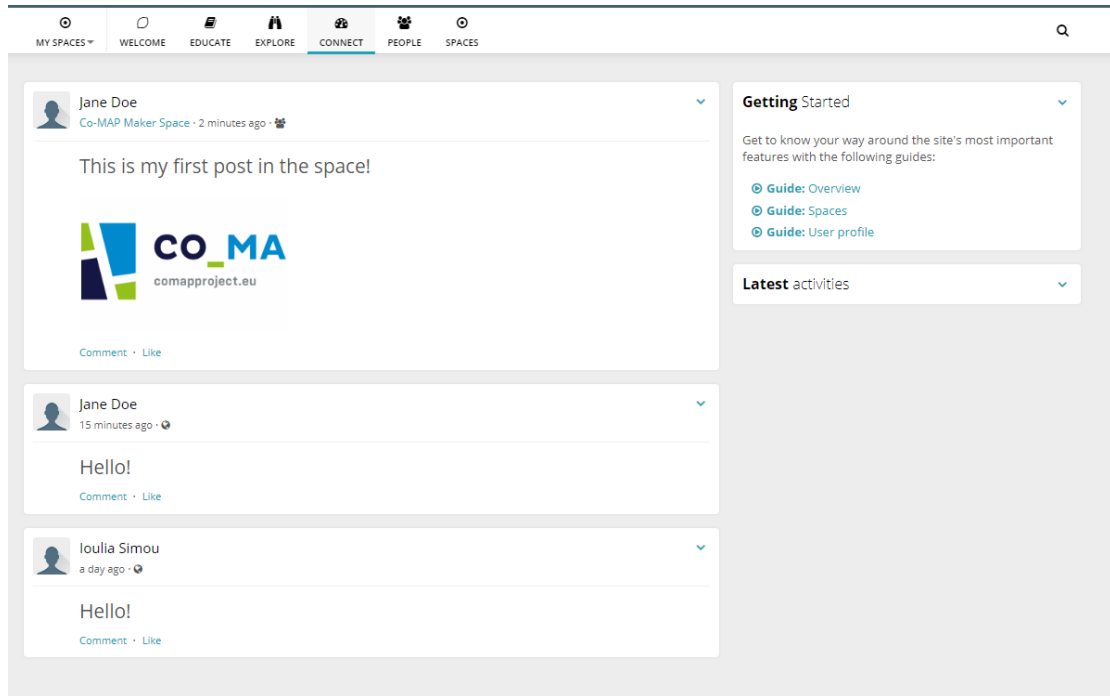 MY SPACES WELCOME EDUCATE EXPLORE CONNECT PEOPLE SPACES
Jane Doe
Co-MAP Maker Space · 2 minutes ago ·
This is my first post in the space!
CO_MA
comapproject.eu
Comment · Like
Jane Doe
15 minutes ago ·
Hello!
Comment · Like
Ioulia Simou
a day ago ·
Hello!
Comment · Like
Getting Started
Get to know your way around the site's most important
features with the following guides:
Guide: Overview
Guide: Spaces
Guide: User profile
Latest activities